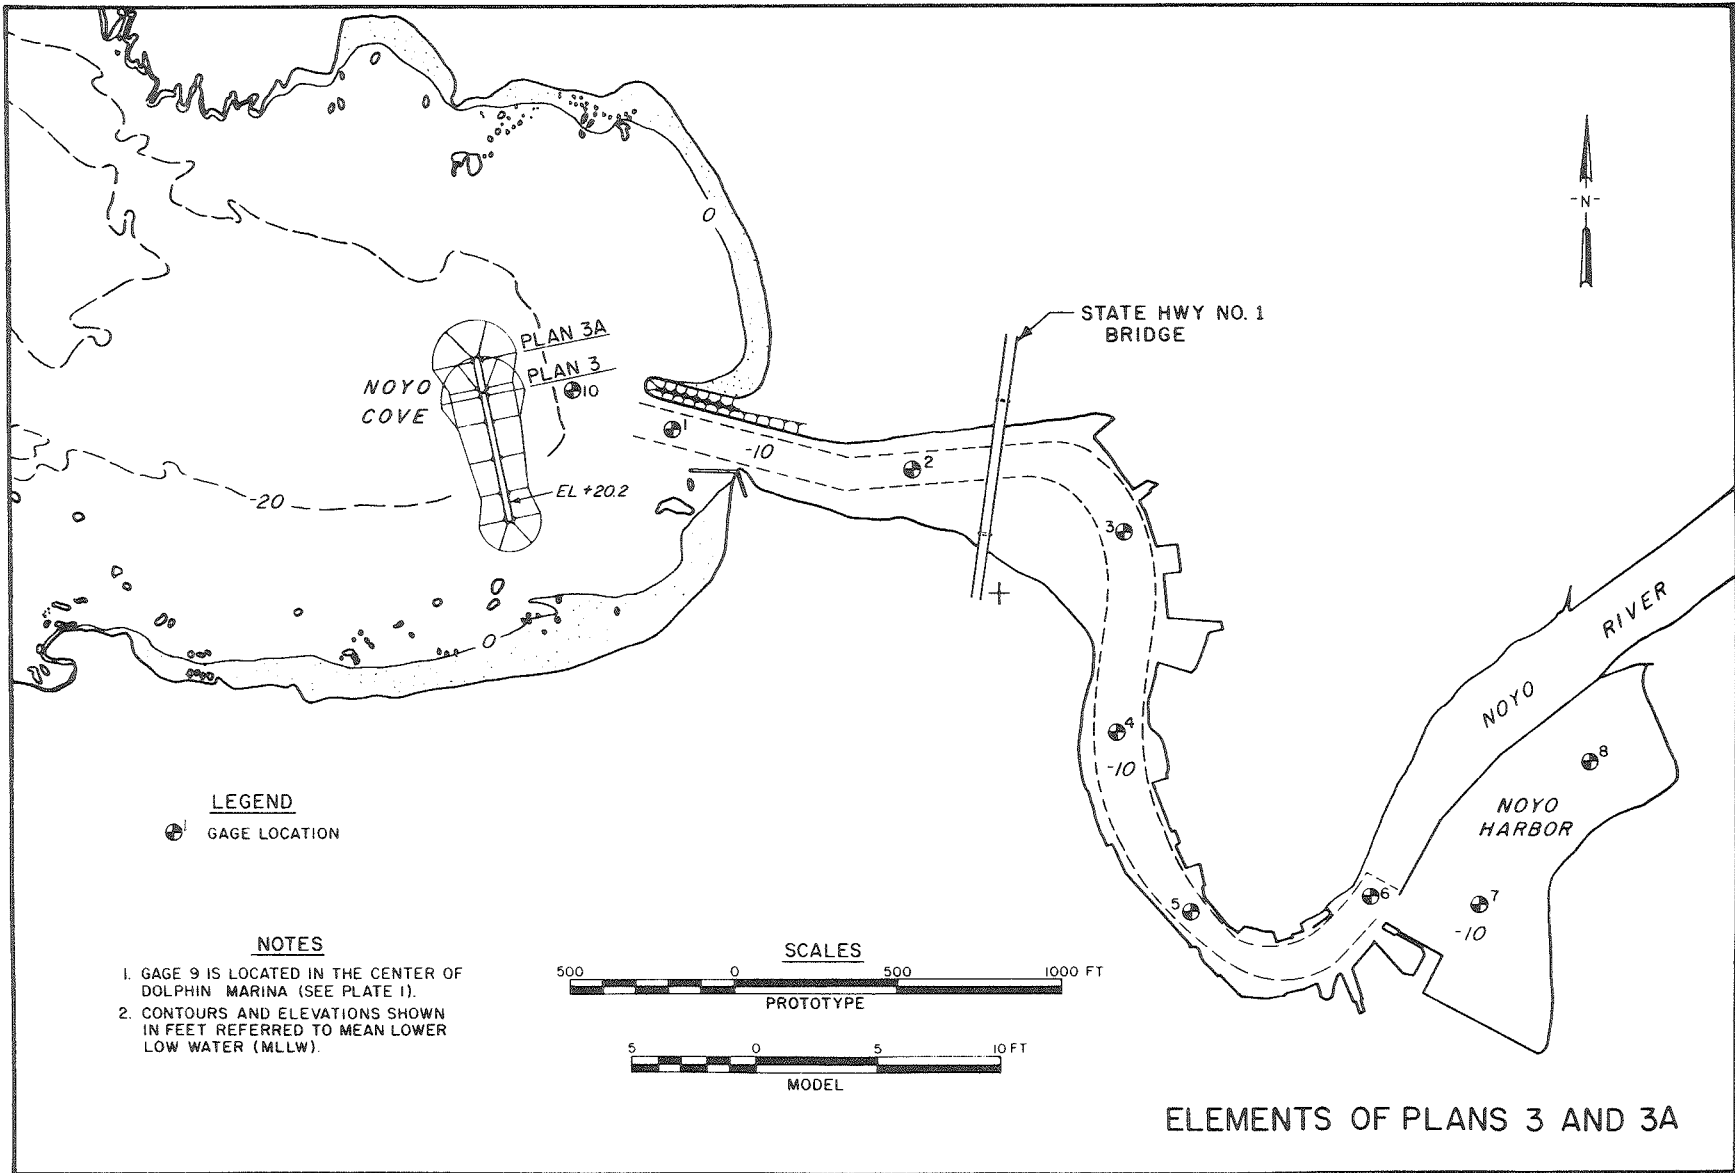 0
-N-
STATE HWY NO. 1
BRIDGE
PLAN 3A
PLAN 3
NOYO
COVE
10
1
-10
2
-20
EL +20.2
3
0
NOYO RIVER
4
-10
8
NOYO
HARBOR
5
6
7
-10
LEGEND
1 GAGE LOCATION
NOTES
1. GAGE 9 IS LOCATED IN THE CENTER OF
DOLPHIN MARINA (SEE PLATE 1).
2. CONTOURS AND ELEVATIONS SHOWN
IN FEET REFERRED TO MEAN LOWER
LOW WATER (MLLW).
SCALES
500 0 500 1000 FT
PROTOTYPE
5 0 5 10 FT
MODEL
ELEMENTS OF PLANS 3 AND 3A